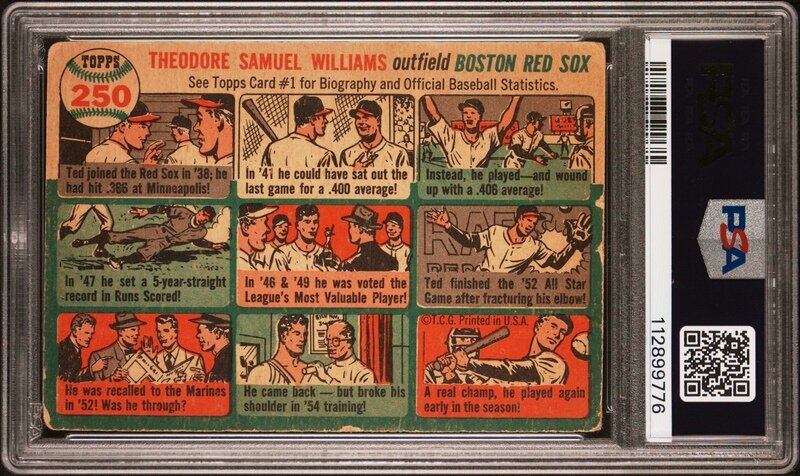 TOPPS
250
THEODORE SAMUEL WILLIAMS outfield BOSTON RED SOX
See Topps Card #1 for Biography and Official Baseball Statistics.
Ted joined the Red Sox in '38; he
had hit .366 at Minneapolis!
In '41 he could have sat out the
last game for a .400 average!
Instead, he played—and wound
up with a .406 average!
In '47 he set a 5-year-straight
record in Runs Scored!
In '46 & '49 he was voted the
League's Most Valuable Player!
Ted finished the '52 All Star
Game after fracturing his elbow!
He was recalled to the Marines
in '52! Was he through?
He came back — but broke his
shoulder in '54 training!
©T.C.G. Printed in U.S.A.
A real champ, he played again
early in the season!
PSA
PSA
112899776